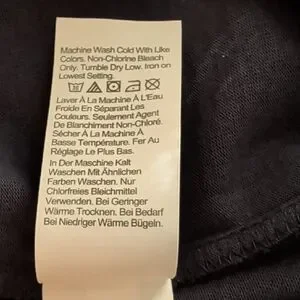 Machine Wash Cold With Like
Colors. Non-Chlorine Bleach
Only. Tumble Dry Low. Iron on
Lowest Setting.
Laver À La Machine À L'Eau
Froide En Séparant Les
Couleurs. Seulement Agent
De Blanchiment Non-Chloré.
Sécher À La Machine À
Basse Température. Fer Au
Réglage Le Plus Bas.
In Der Maschine Kalt
Waschen Mit Ähnlichen
Farben Waschen. Nur
Chlorfreies Bleichmittel
Verwenden. Bei Geringer
Wärme Trocknen. Bei Bedarf
Bei Niedriger Wärme Bügeln.